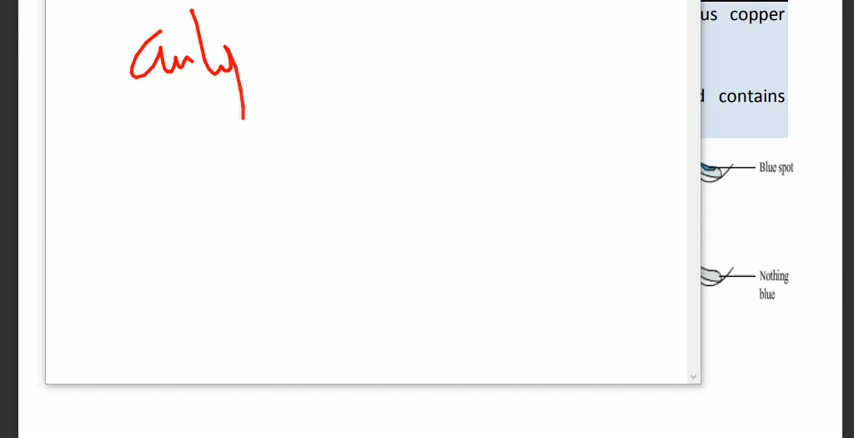 us copper
contains
Blue spot
Nothing
blue